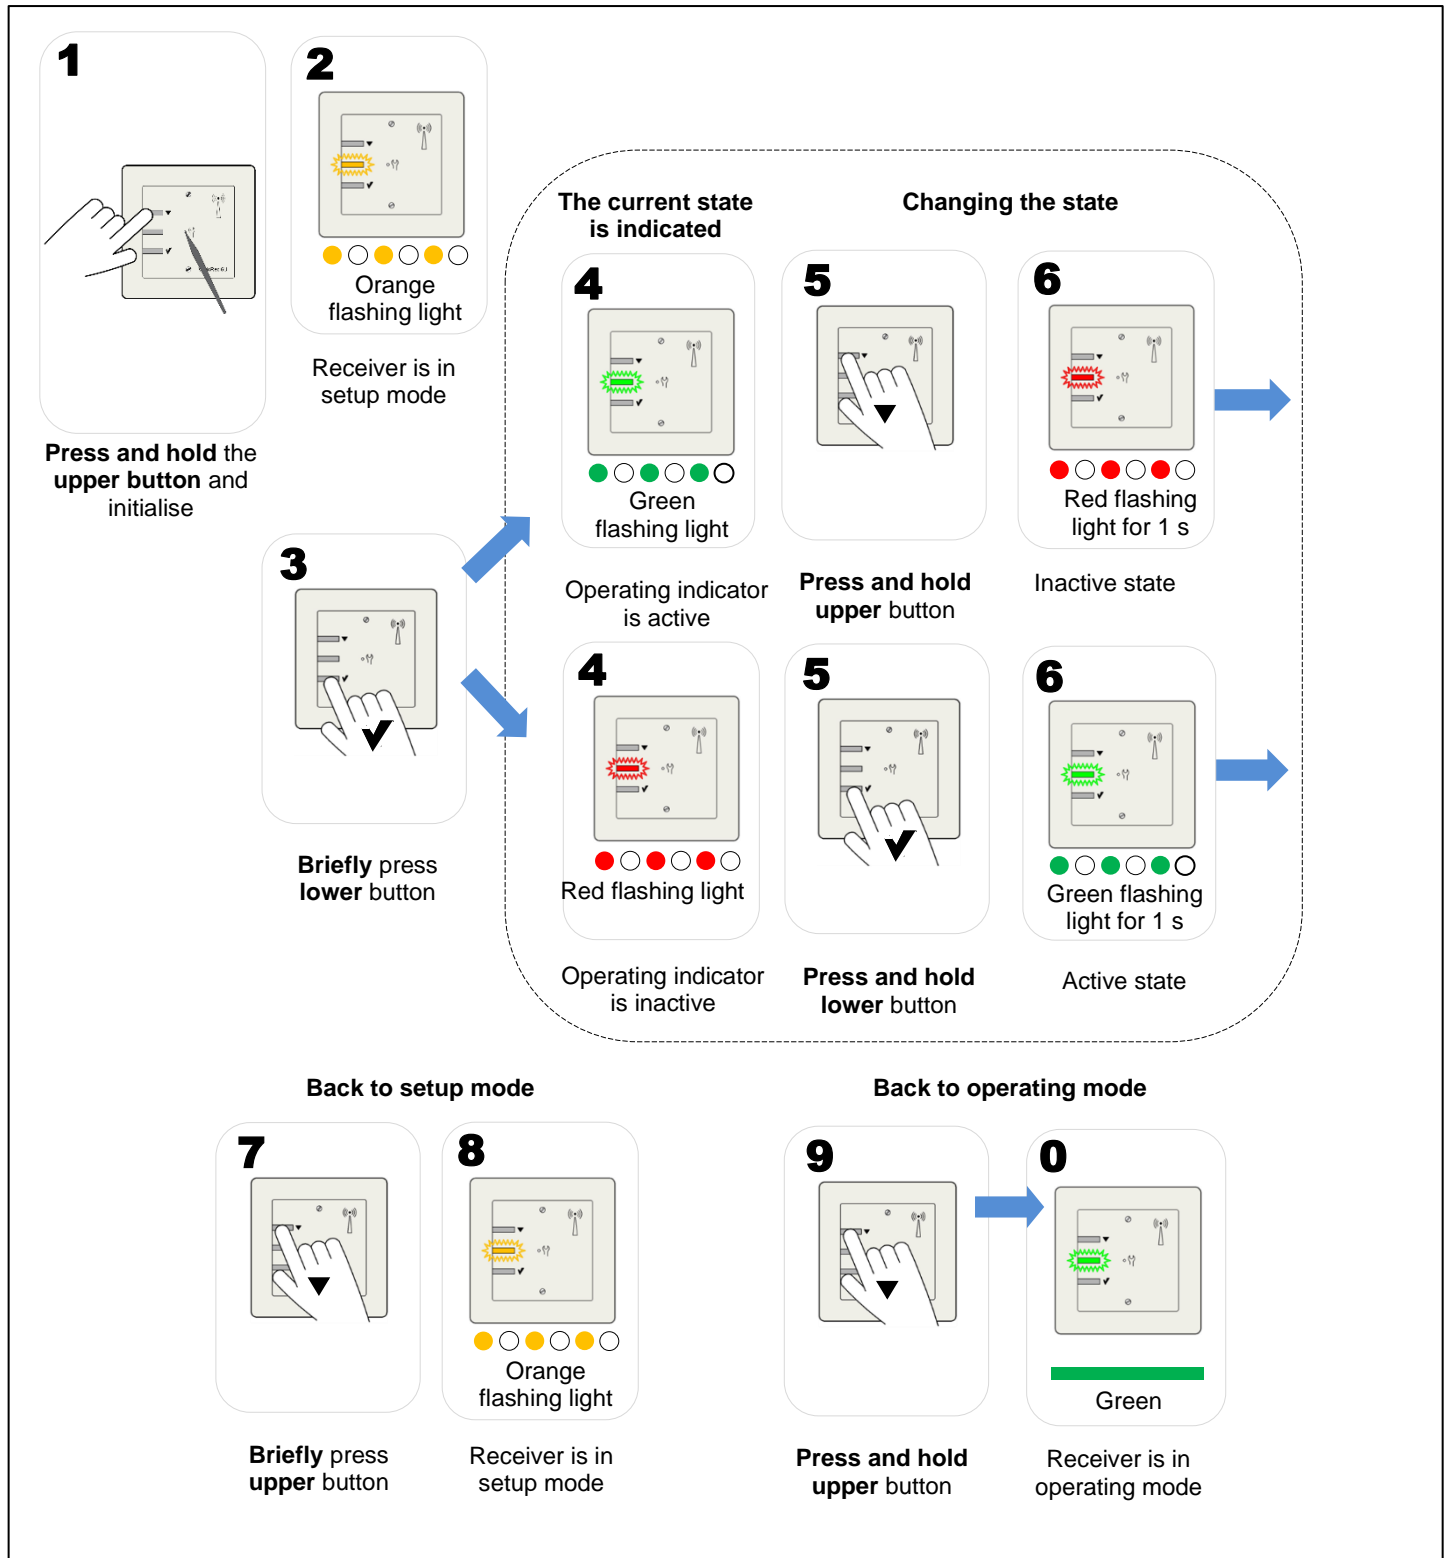 1
Press and hold the
upper button and
initialise
2
Orange
flashing light
Receiver is in
setup mode
3
Briefly press
lower button
The current state
is indicated
Changing the state
4
Green
flashing light
Operating indicator
is active
5
Press and hold
upper button
6
Red flashing
light for 1 s
Inactive state
4
Red flashing light
Operating indicator
is inactive
5
Press and hold
lower button
6
Green flashing
light for 1 s
Active state
Back to setup mode
7
Briefly press
upper button
8
Orange
flashing light
Receiver is in
setup mode
Back to operating mode
9
Press and hold
upper button
0
Green
Receiver is in
operating mode